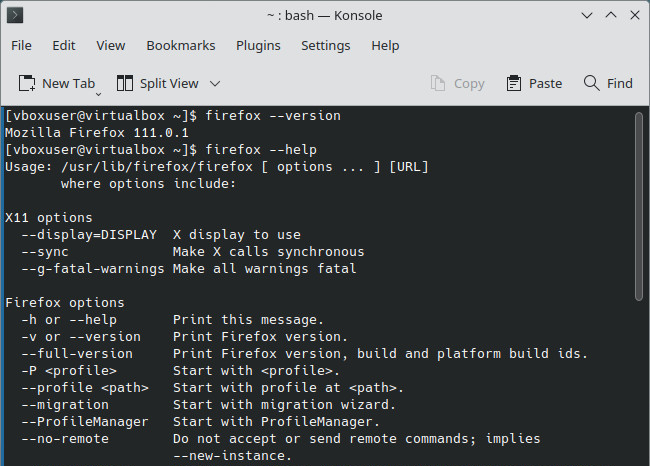 ~ : bash — Konsole
File Edit View Bookmarks Plugins Settings Help
New Tab Split View Copy Paste Find
[vboxuser@virtualbox ~]$ firefox --version
Mozilla Firefox 111.0.1
[vboxuser@virtualbox ~]$ firefox --help
Usage: /usr/lib/firefox/firefox [ options ... ] [URL]
       where options include:

X11 options
  --display=DISPLAY  X display to use
  --sync             Make X calls synchronous
  --g-fatal-warnings Make all warnings fatal

Firefox options
  -h or --help       Print this message.
  -v or --version    Print Firefox version.
  --full-version     Print Firefox version, build and platform build ids.
  -P <profile>       Start with <profile>.
  --profile <path>   Start with profile at <path>.
  --migration        Start with migration wizard.
  --ProfileManager   Start with ProfileManager.
  --no-remote        Do not accept or send remote commands; implies
                     --new-instance.